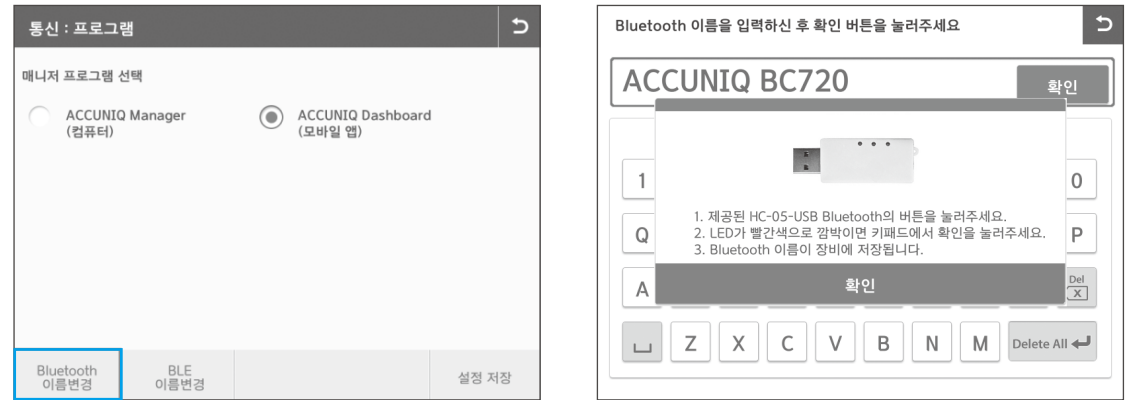 통신 : 프로그램
매니저 프로그램 선택
ACCUNIQ Manager
(컴퓨터)
ACCUNIQ Dashboard
(모바일 앱)
Bluetooth
이름변경
BLE
이름변경
설정 저장
Bluetooth 이름을 입력하신 후 확인 버튼을 눌러주세요
ACCUNIQ BC720
확인
1. 제공된 HC-05-USB Bluetooth의 버튼을 눌러주세요.
2. LED가 빨간색으로 깜박이면 키패드에서 확인을 눌러주세요.
3. Bluetooth 이름이 장비에 저장됩니다.
확인
1 0
Q P
A Del X
Z X C V B N M Delete All